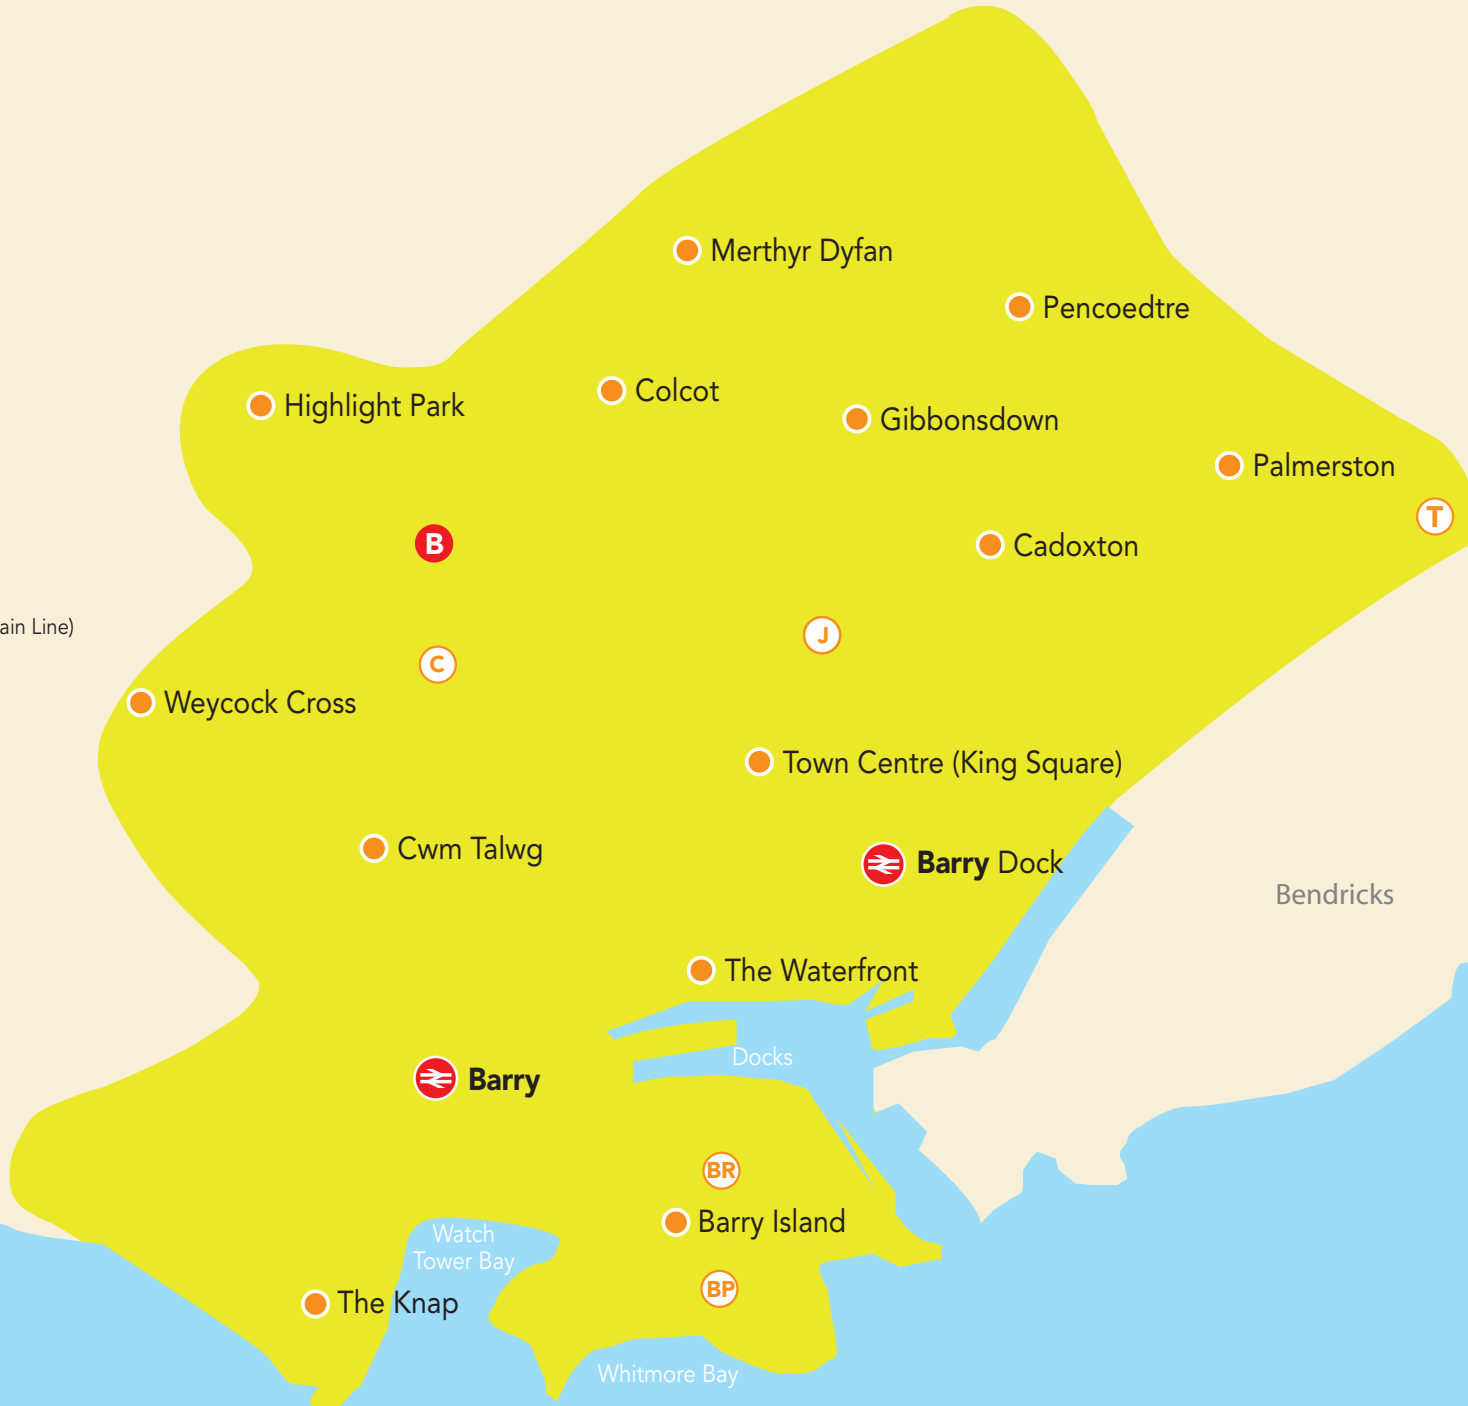 Merthyr Dyfan
Pencoedtre
Colcot
Highlight Park
Gibbonsdown
Palmerston
T
B
Cadoxton
ain Line)
J
C
Weycock Cross
Town Centre (King Square)
Cwm Talwg
Barry Dock
Bendricks
The Waterfront
Docks
Barry
BR
Barry Island
Watch
Tower Bay
BP
The Knap
Whitmore Bay